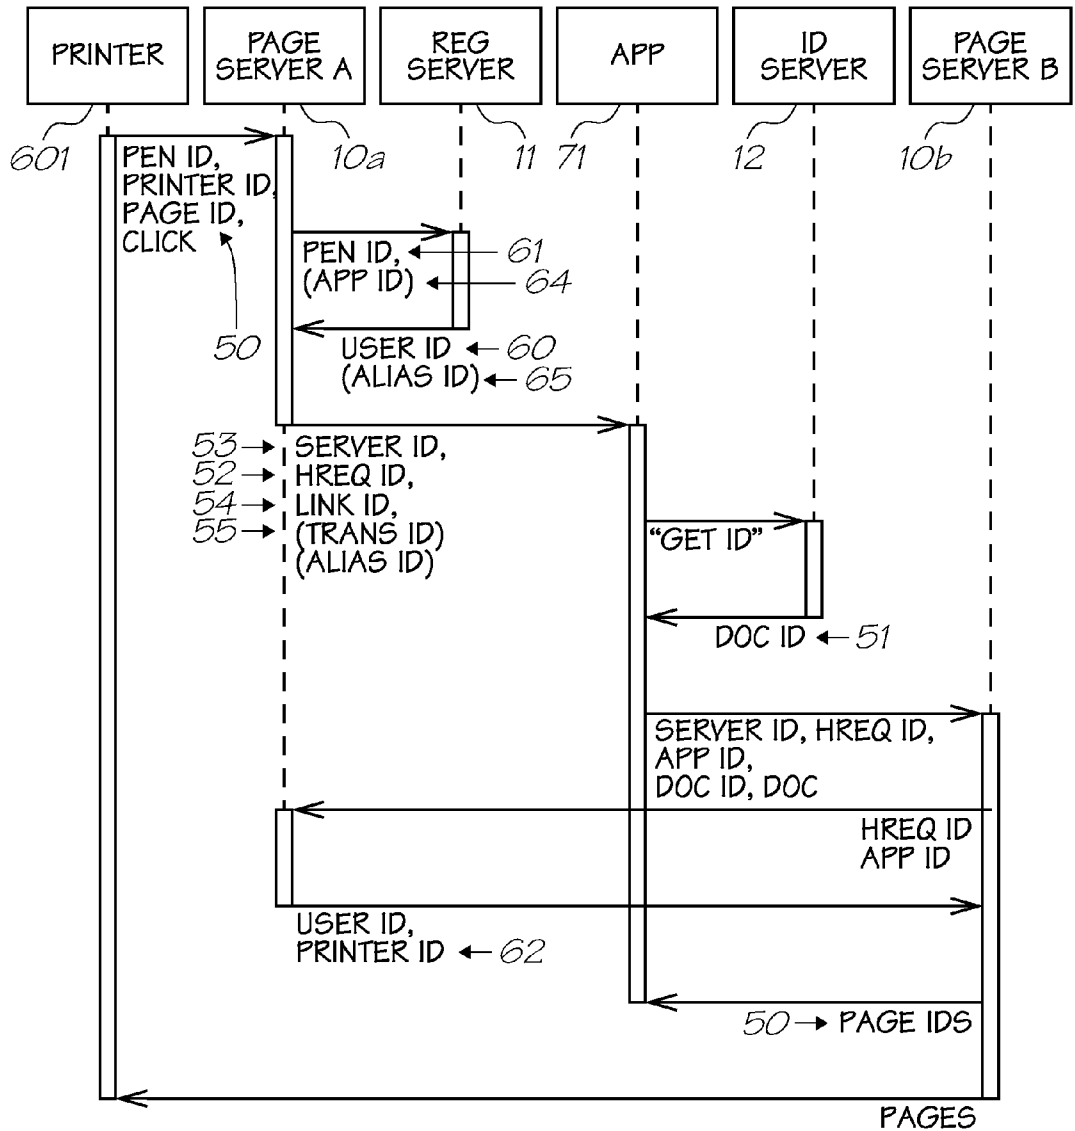 PRINTER
PAGE
SERVER A
REG
SERVER
APP
ID
SERVER
PAGE
SERVER B
601
10a
11
71
12
10b
PEN ID,
PRINTER ID,
PAGE ID,
CLICK
50
PEN ID,
61
(APP ID)
64
USER ID
60
(ALIAS ID)
65
53
SERVER ID,
52
HREQ ID,
54
LINK ID,
55
(TRANS ID)
(ALIAS ID)
“GET ID”
DOC ID
51
SERVER ID, HREQ ID,
APP ID,
DOC ID, DOC
HREQ ID
APP ID
USER ID,
PRINTER ID
62
50
PAGE IDS
PAGES